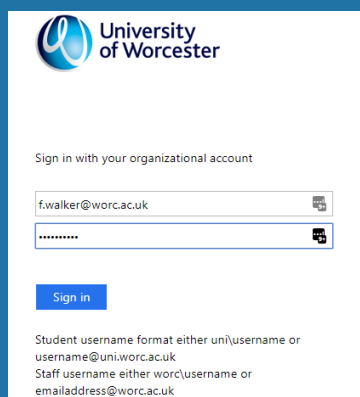 University
of Worcester
Sign in with your organizational account
f.walker@worc.ac.uk
••••••••••
Sign in
Student username format either uni\username or
username@uni.worc.ac.uk
Staff username either worc\username or
emailaddress@worc.ac.uk